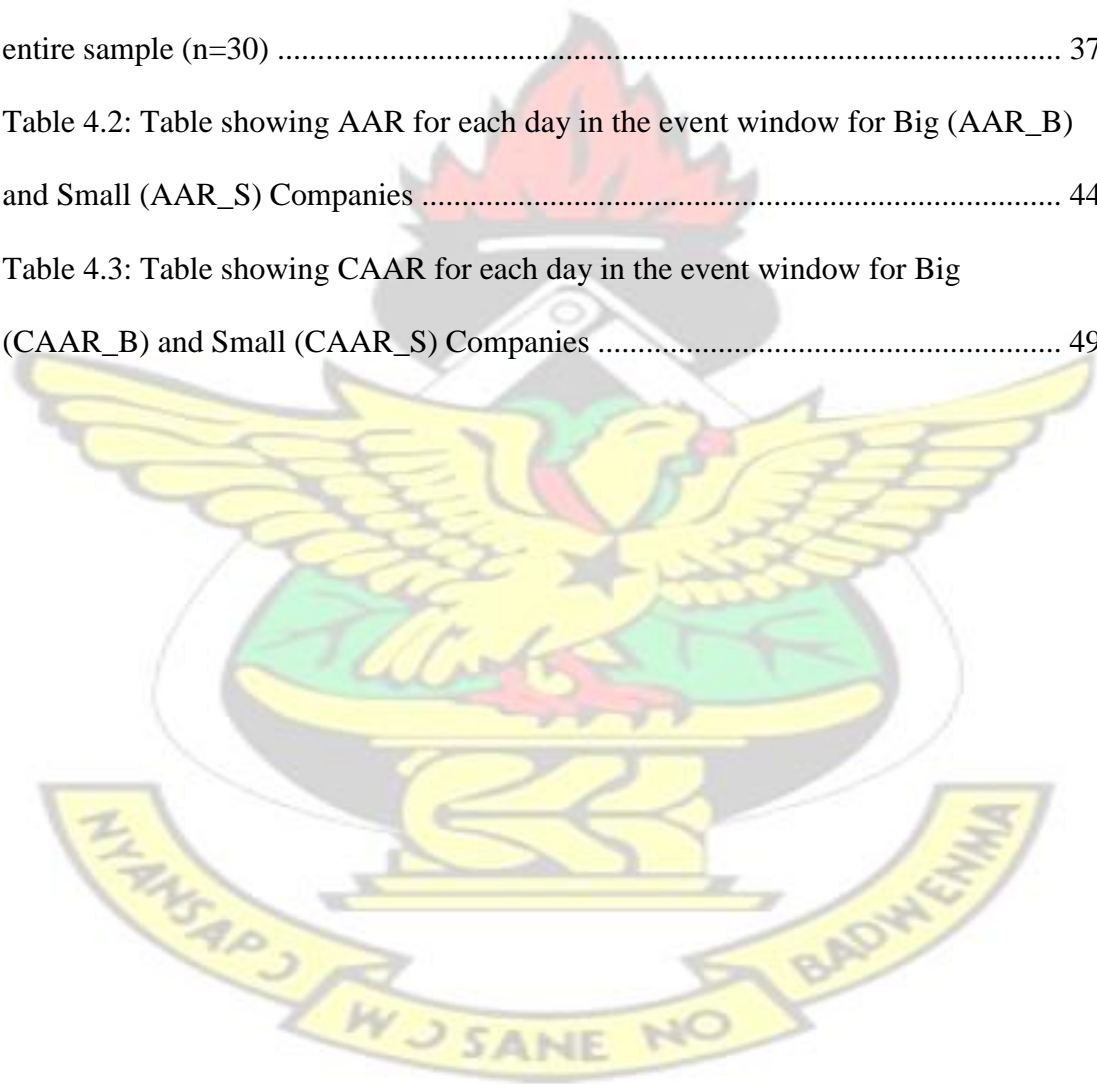 entire sample (n=30) .................................................................................... 37
Table 4.2: Table showing AAR for each day in the event window for Big (AAR_B)
and Small (AAR_S) Companies ..................................................................... 44
Table 4.3: Table showing CAAR for each day in the event window for Big
(CAAR_B) and Small (CAAR_S) Companies .................................................. 49
NYANSAPƆ
WƆ SANE NO
BADWENMA